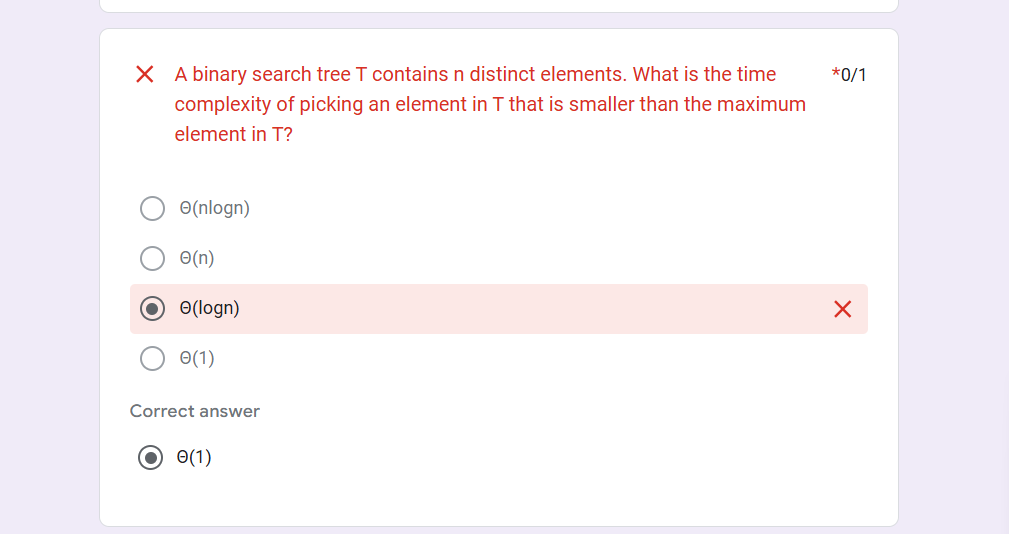 A binary search tree T contains n distinct elements. What is the time
*0/1
complexity of picking an element in T that is smaller than the maximum
element in T?
Θ(nlogn)
Θ(n)
Θ(logn)
Θ(1)
Correct answer
Θ(1)